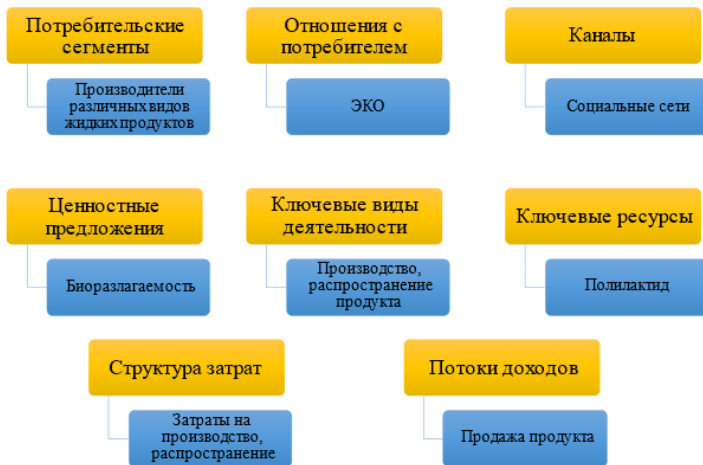 Потребительские
сегменты
Производители
различных видов
жидких продуктов
Отношения с
потребителем
ЭКО
Каналы
Социальные сети
Ценностные
предложения
Биоразлагаемость
Ключевые виды
деятельности
Производство,
распространение
продукта
Ключевые ресурсы
Полилактид
Структура затрат
Затраты на
производство,
распространение
Потоки доходов
Продажа продукта